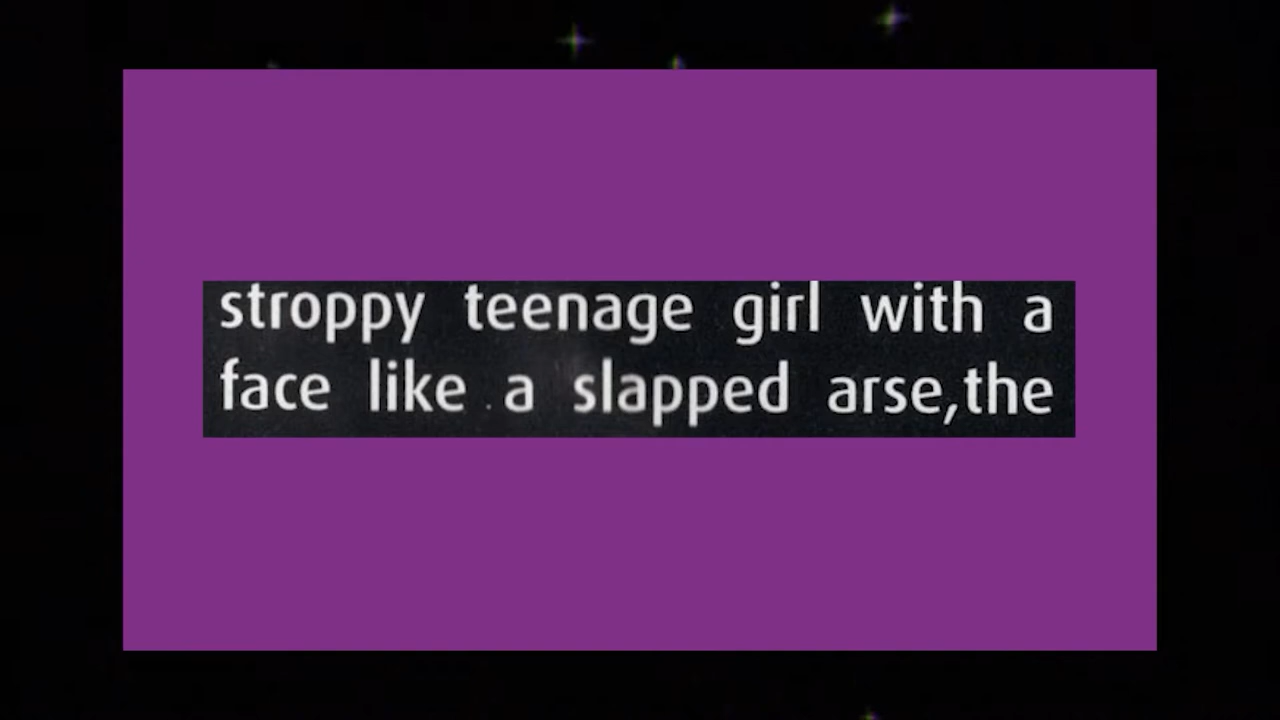 stroppy teenage girl with a
face like a slapped arse,the